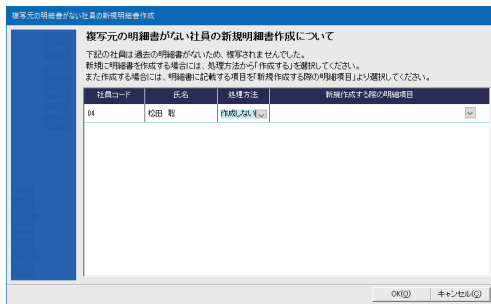 複写元の明細書がない社員の新規明細書作成
複写元の明細書がない社員の新規明細書作成について
下記の社員は過去の明細書がないため、複写されませんでした。
新規に明細書を作成する場合には、処理方法から「作成する」を選択してください。
また作成する場合には、明細書に記載する項目を「新規作成する際の明細項目」より選択してください。
社員コード 氏名 処理方法 新規作成する際の明細項目
04 松田 聡 作成しない
OK(O) キャンセル(C)